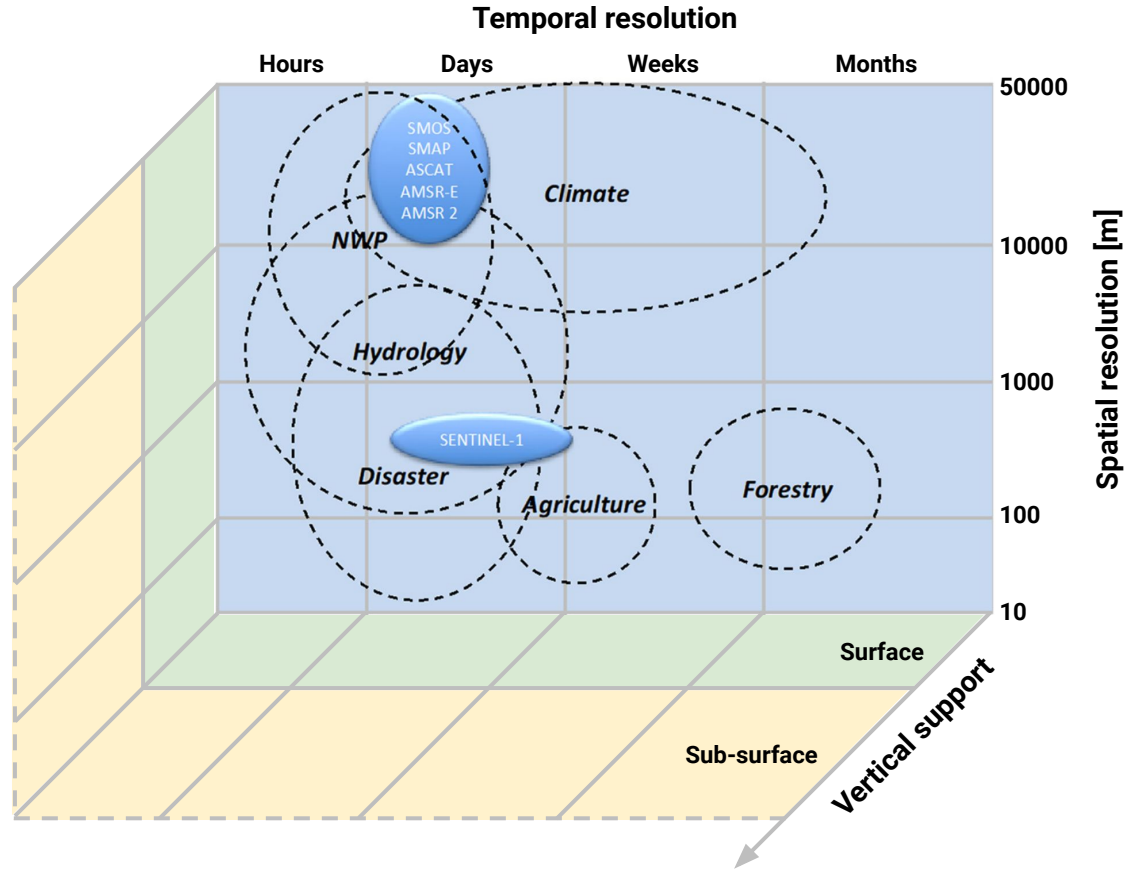 Temporal resolution
Hours Days Weeks Months
50000
SMOS
SMAP
ASCAT
AMSR-E
AMSR 2
Climate
NWP
10000
Hydrology
1000
SENTINEL-1
Disaster
Agriculture
Forestry
100
10
Spatial resolution [m]
Surface
Sub-surface
Vertical support